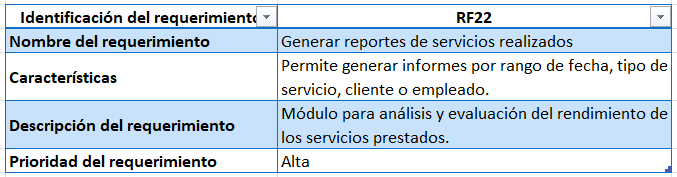 Identificación del requerimiento RF22
Nombre del requerimiento Generar reportes de servicios realizados
Características Permite generar informes por rango de fecha, tipo de
servicio, cliente o empleado.
Descripción del requerimiento Módulo para análisis y evaluación del rendimiento de
los servicios prestados.
Prioridad del requerimiento Alta